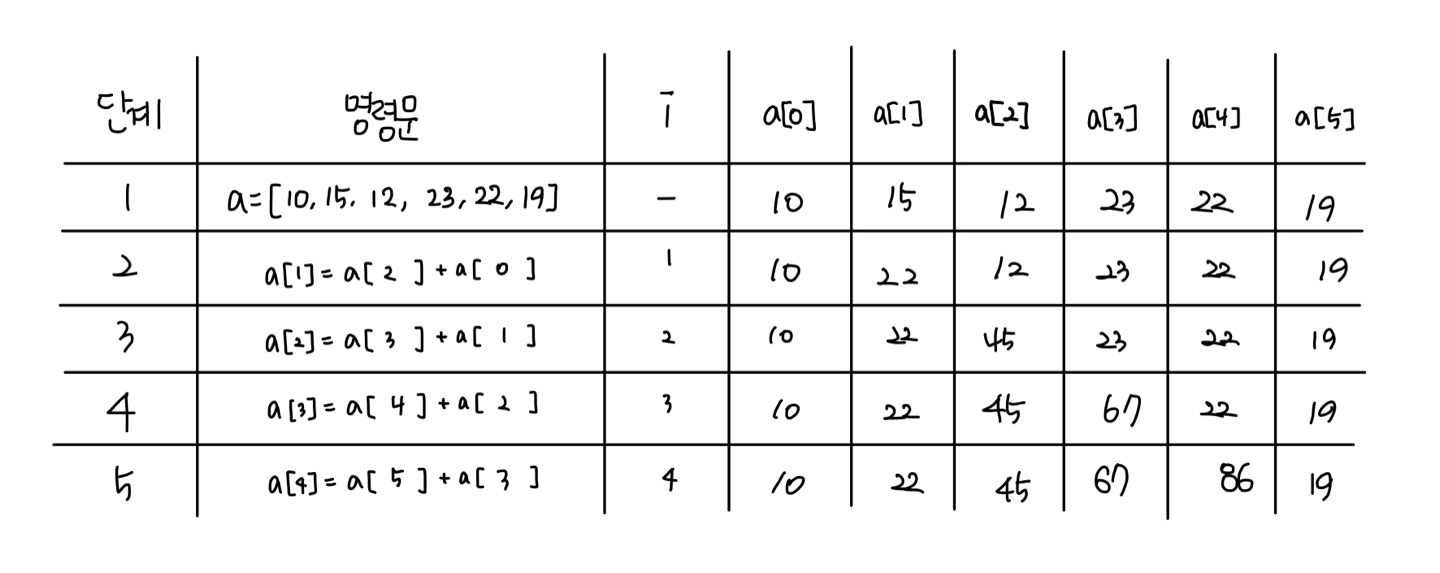 단계 명령문 i a[0] a[1] a[2] a[3] a[4] a[5]
1 a=[10,15. 12, 23,22,19] - 10 15 12 23 22 19
2 a[1]=a[ 2 ]+a[ 0 ] 1 10 22 12 23 22 19
3 a[2]=a[ 3 ]+a[ 1 ] 2 10 22 45 23 22 19
4 a[3]=a[ 4 ]+a[ 2 ] 3 10 22 45 67 22 19
5 a[4]=a[ 5 ]+a[ 3 ] 4 10 22 45 67 86 19